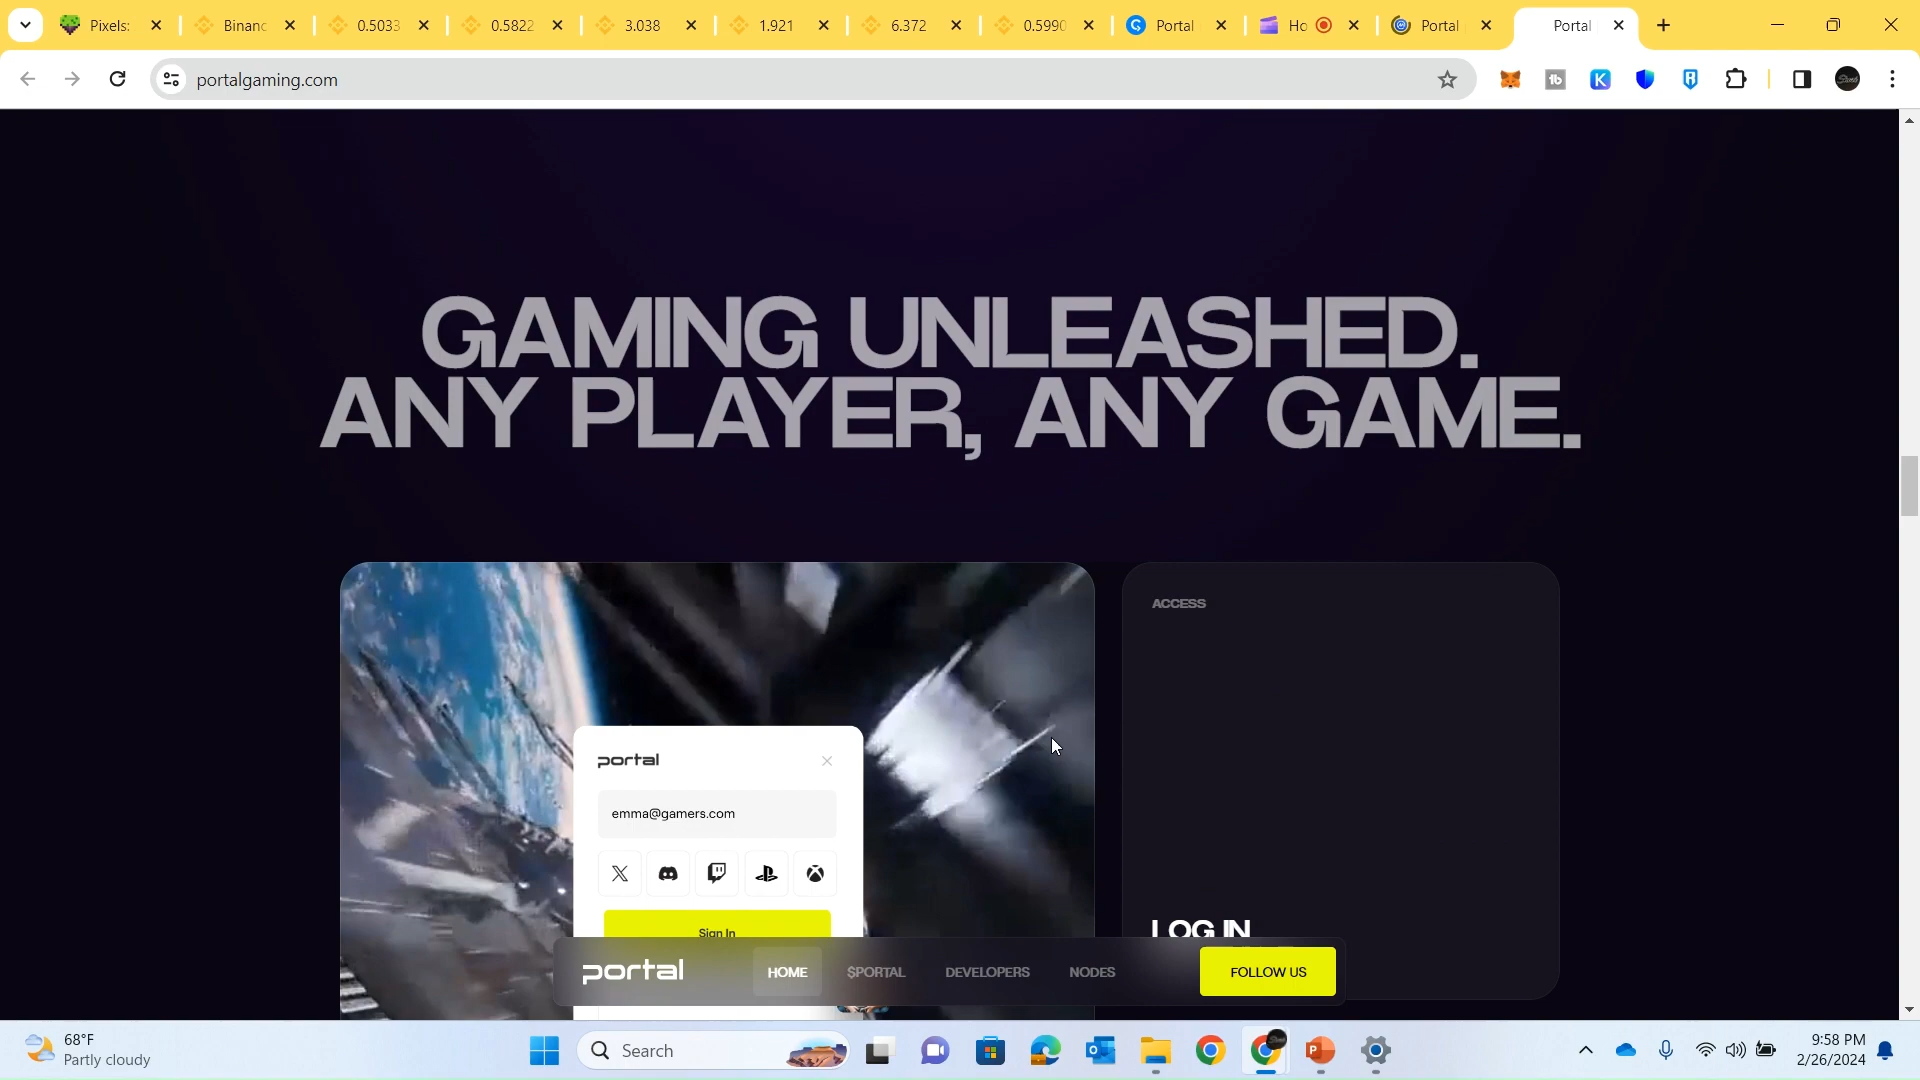 Pixels:
Binanc
0.5033
0.5822
3.038
1.921
6.372
0.5990
Portal
Ho
Portal
Portal
portalgaming.com
GAMING UNLEASHED.
ANY PLAYER, ANY GAME.
ACCESS
portal
emma@gamers.com
Sign In
LOG IN
portal
HOME
$PORTAL
DEVELOPERS
NODES
FOLLOW US
68°F
Partly cloudy
Search
9:58 PM
2/26/2024